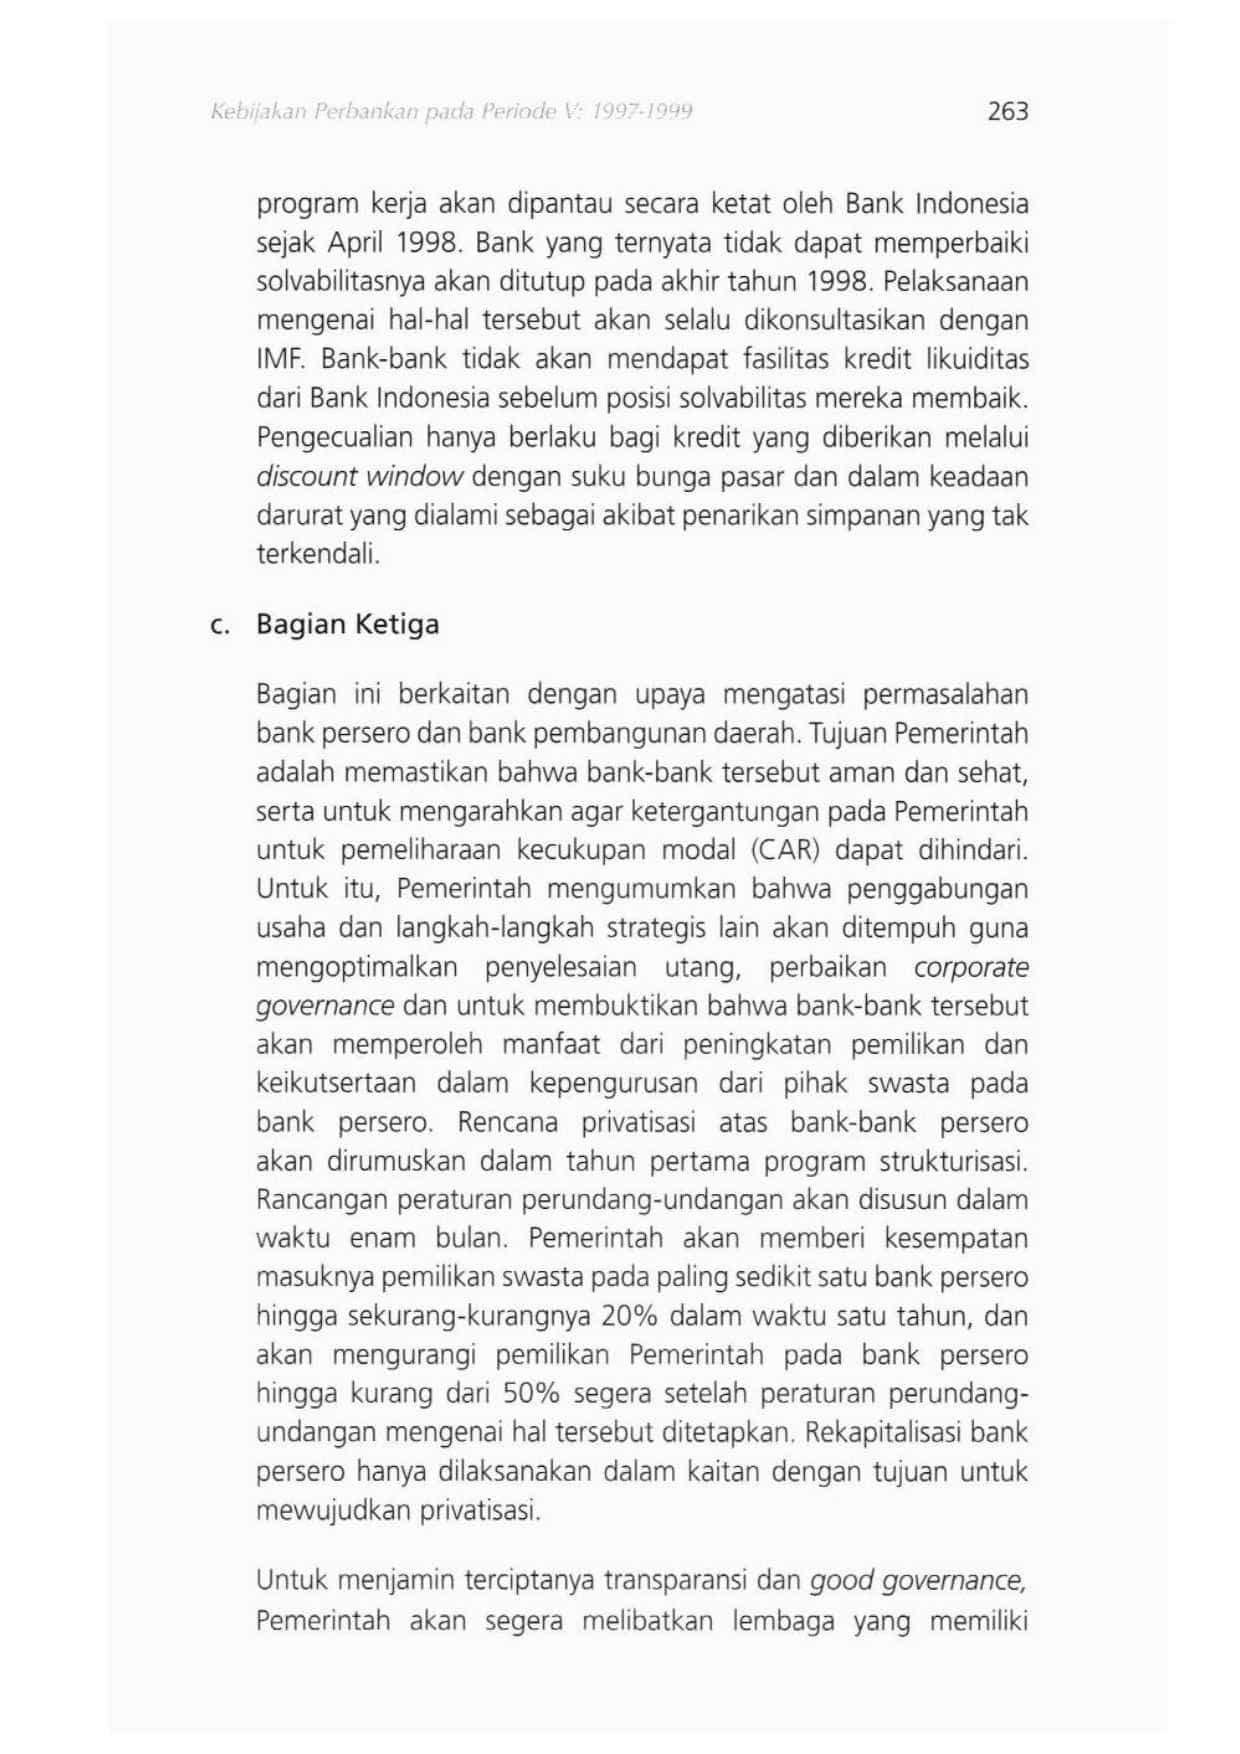 Kebijakan Perbankan pada Periode V: 1997-1999 263
program kerja akan dipantau secara ketat oleh Bank Indonesia
sejak April 1998. Bank yang ternyata tidak dapat memperbaiki
solvabilitasnya akan ditutup pada akhir tahun 1998. Pelaksanaan
mengenai hal-hal tersebut akan selalu dikonsultasikan dengan
IMF. Bank-bank tidak akan mendapat fasilitas kredit likuiditas
dari Bank Indonesia sebelum posisi solvabilitas mereka membaik.
Pengecualian hanya berlaku bagi kredit yang diberikan melalui
discount window dengan suku bunga pasar dan dalam keadaan
darurat yang dialami sebagai akibat penarikan simpanan yang tak
terkendali.
c. Bagian Ketiga
Bagian ini berkaitan dengan upaya mengatasi permasalahan
bank persero dan bank pembangunan daerah. Tujuan Pemerintah
adalah memastikan bahwa bank-bank tersebut aman dan sehat,
serta untuk mengarahkan agar ketergantungan pada Pemerintah
untuk pemeliharaan kecukupan modal (CAR) dapat dihindari.
Untuk itu, Pemerintah mengumumkan bahwa penggabungan
usaha dan langkah-langkah strategis lain akan ditempuh guna
mengoptimalkan penyelesaian utang, perbaikan corporate
governance dan untuk membuktikan bahwa bank-bank tersebut
akan memperoleh manfaat dari peningkatan pemilikan dan
keikutsertaan dalam kepengurusan dari pihak swasta pada
bank persero. Rencana privatisasi atas bank-bank persero
akan dirumuskan dalam tahun pertama program strukturisasi.
Rancangan peraturan perundang-undangan akan disusun dalam
waktu enam bulan. Pemerintah akan memberi kesempatan
masuknya pemilikan swasta pada paling sedikit satu bank persero
hingga sekurang-kurangnya 20% dalam waktu satu tahun, dan
akan mengurangi pemilikan Pemerintah pada bank persero
hingga kurang dari 50% segera setelah peraturan perundang-
undangan mengenai hal tersebut ditetapkan. Rekapitalisasi bank
persero hanya dilaksanakan dalam kaitan dengan tujuan untuk
mewujudkan privatisasi.
Untuk menjamin terciptanya transparansi dan good governance,
Pemerintah akan segera melibatkan lembaga yang memiliki